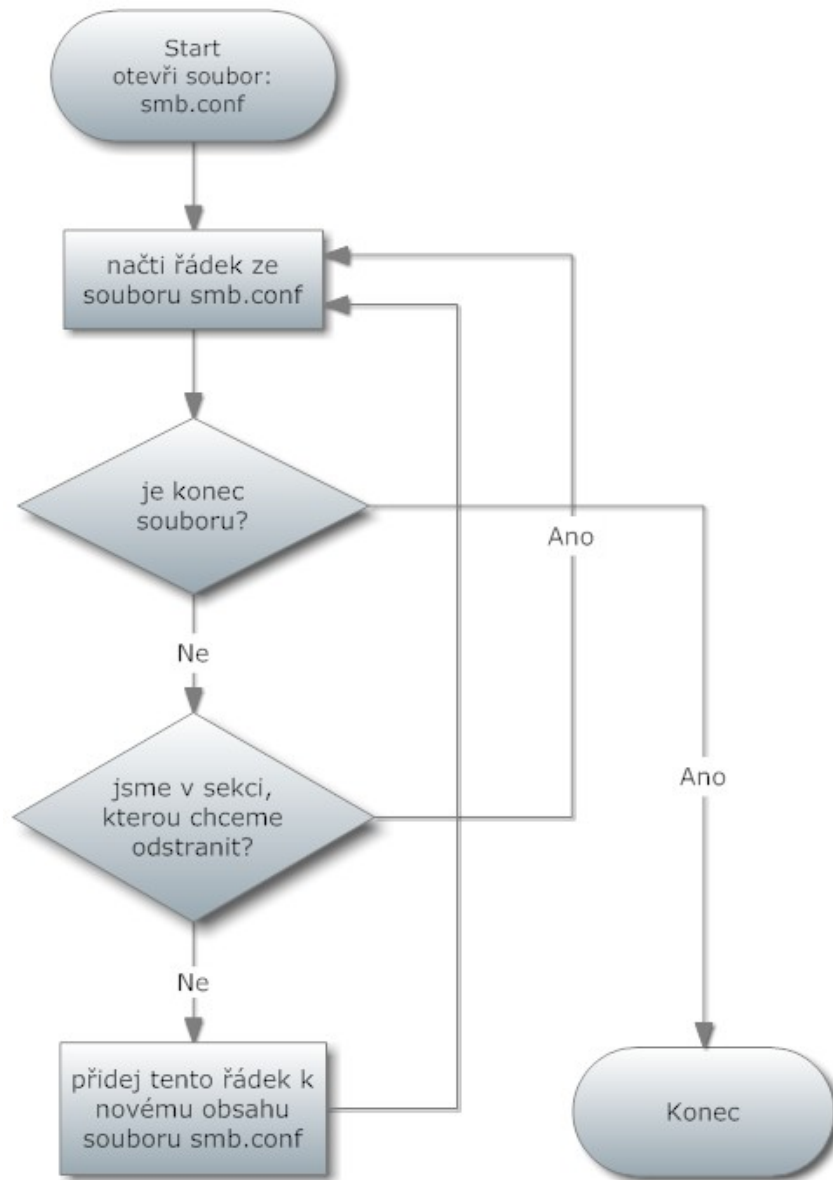 Start
otevři soubor:
smb.conf
načti řádek ze
souboru smb.conf
je konec
souboru?
Ano
Ne
jsme v sekci,
kterou chceme
odstranit?
Ano
Ne
přidej tento řádek k
novému obsahu
souboru smb.conf
Konec